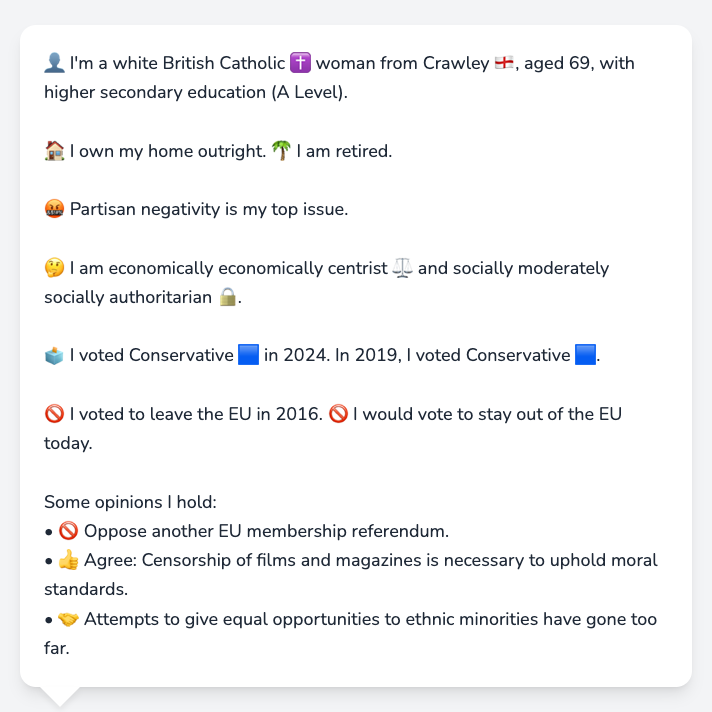 👤 I'm a white British Catholic ✝️ woman from Crawley 🏴󠁧󠁢󠁥󠁮󠁧󠁿, aged 69, with
higher secondary education (A Level).
🏠 I own my home outright. 🌴 I am retired.
🤬 Partisan negativity is my top issue.
🤔 I am economically economically centrist ⚖️ and socially moderately
socially authoritarian 🔒.
🗳️ I voted Conservative 🟦 in 2024. In 2019, I voted Conservative 🟦.
🚫 I voted to leave the EU in 2016. 🚫 I would vote to stay out of the EU
today.
Some opinions I hold:
• 🚫 Oppose another EU membership referendum.
• 👍 Agree: Censorship of films and magazines is necessary to uphold moral
standards.
• 🤝 Attempts to give equal opportunities to ethnic minorities have gone too
far.